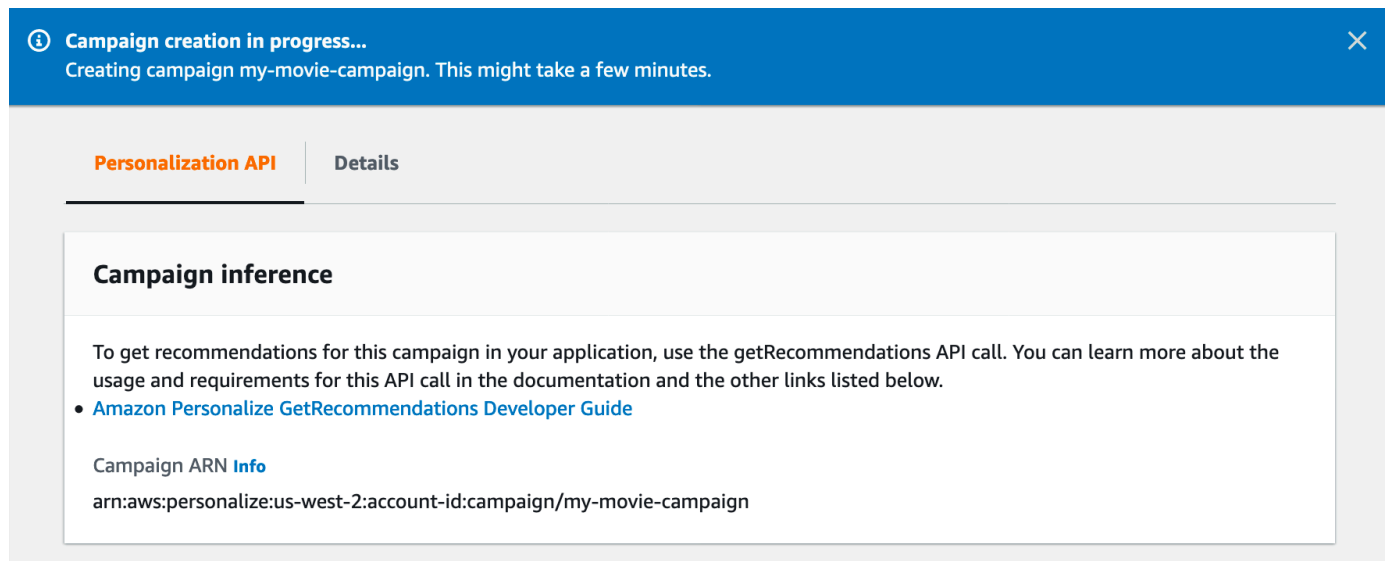 Campaign creation in progress...
Creating campaign my-movie-campaign. This might take a few minutes.
Personalization API
Details
Campaign inference
To get recommendations for this campaign in your application, use the getRecommendations API call. You can learn more about the
usage and requirements for this API call in the documentation and the other links listed below.
• Amazon Personalize GetRecommendations Developer Guide
Campaign ARN Info
arn:aws:personalize:us-west-2:account-id:campaign/my-movie-campaign